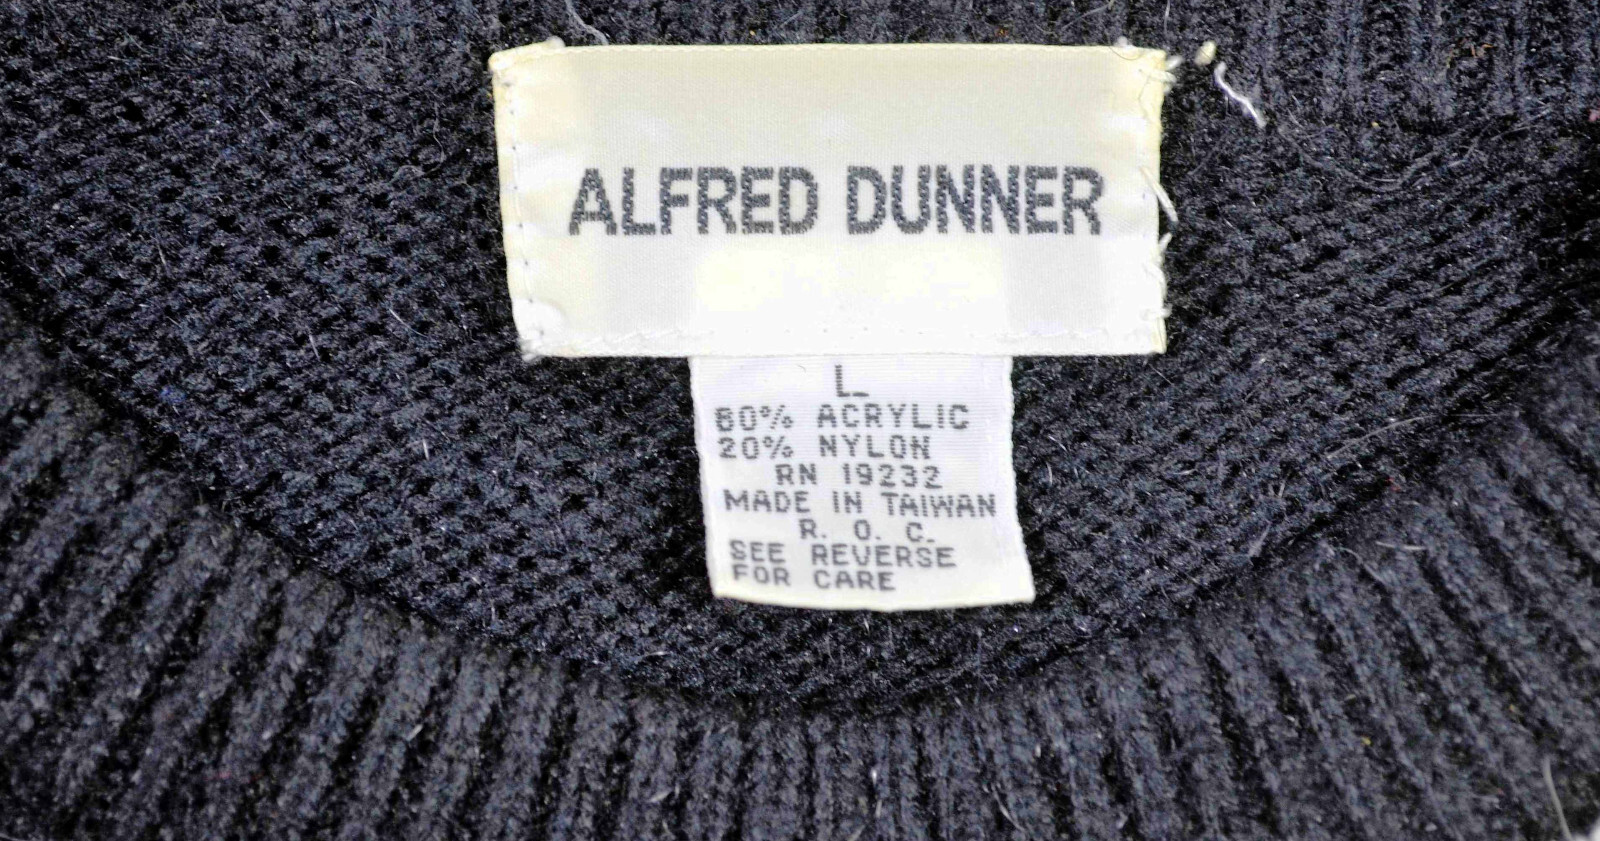 ALFRED DUNNER
L
80% ACRYLIC
20% NYLON
RN 19232
MADE IN TAIWAN
R. O. C.
SEE REVERSE
FOR CARE